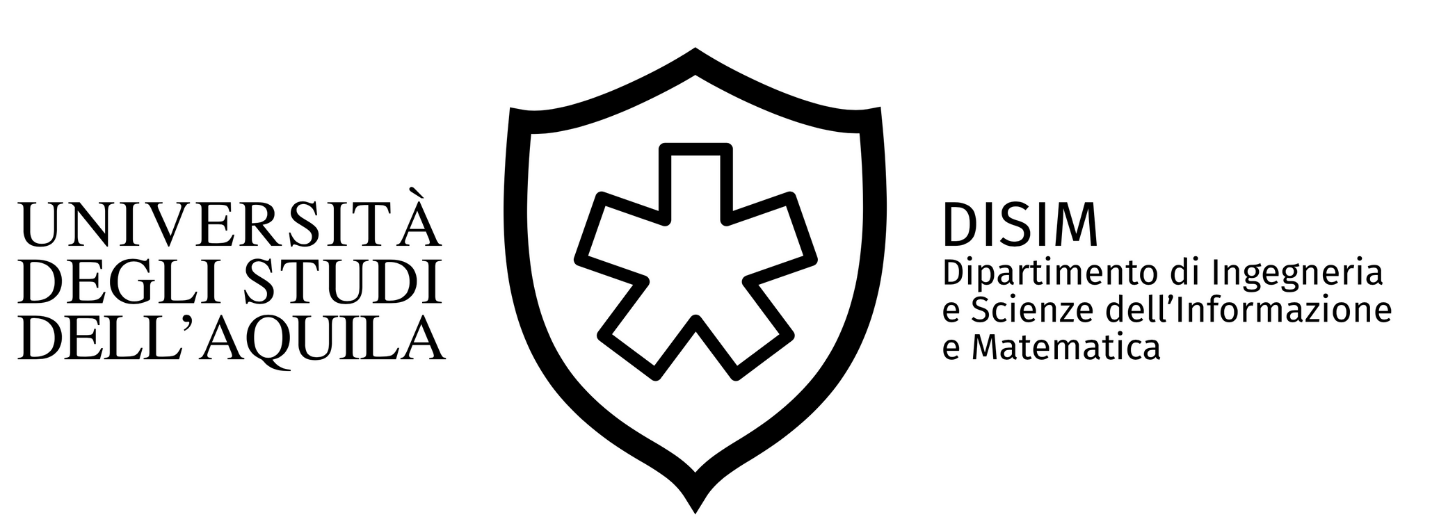 UNIVERSITÀ
DEGLI STUDI
DELL’AQUILA
DISIM
Dipartimento di Ingegneria
e Scienze dell’Informazione
e Matematica